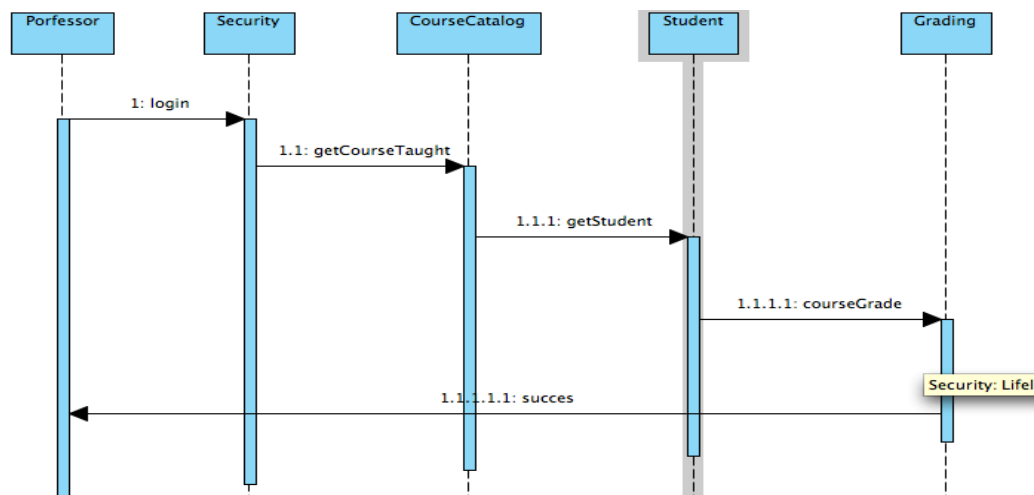 Porfessor
Security
CourseCatalog
Student
Grading
1: login
1.1: getCourseTaught
1.1.1: getStudent
1.1.1.1: courseGrade
Security: Lifel
1.1.1.1.1: succes